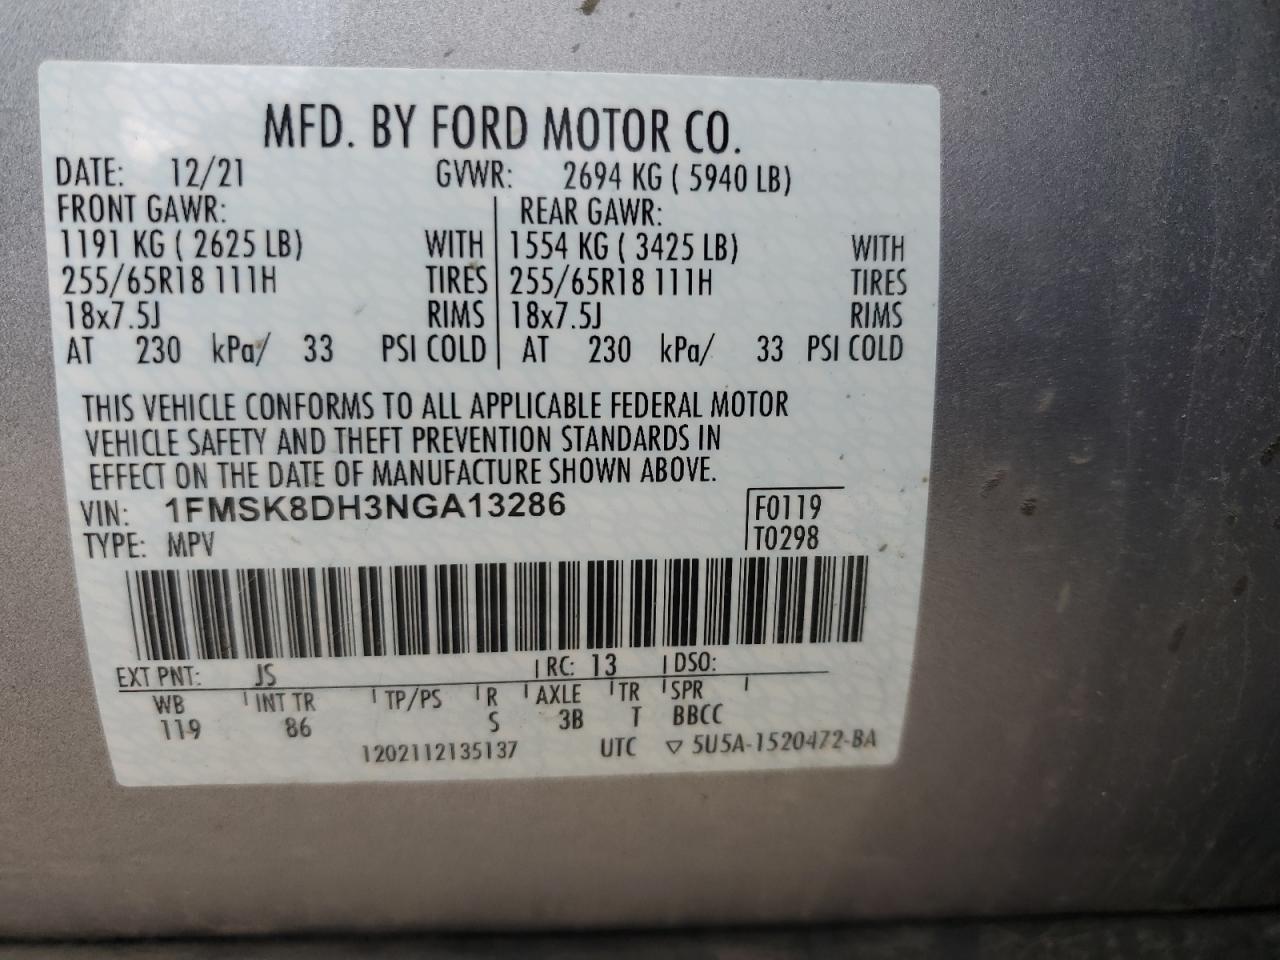 MFD. BY FORD MOTOR CO.
DATE: 12/21 GVWR: 2694 KG ( 5940 LB)
FRONT GAWR: REAR GAWR:
1191 KG ( 2625 LB) WITH 1554 KG ( 3425 LB) WITH
255/65R18 111H TIRES 255/65R18 111H TIRES
18x7.5J RIMS 18x7.5J RIMS
AT 230 kPa/ 33 PSI COLD AT 230 kPa/ 33 PSI COLD
THIS VEHICLE CONFORMS TO ALL APPLICABLE FEDERAL MOTOR
VEHICLE SAFETY AND THEFT PREVENTION STANDARDS IN
EFFECT ON THE DATE OF MANUFACTURE SHOWN ABOVE.
VIN: 1FMSK8DH3NGA13286 F0119
TYPE: MPV T0298
EXT PNT: JS RC: 13 DSO:
WB INT TR TP/PS R AXLE TR SPR
119 86 S 3B T BBCC
1202112135137 UTC ▽ 5U5A-1520472-BA